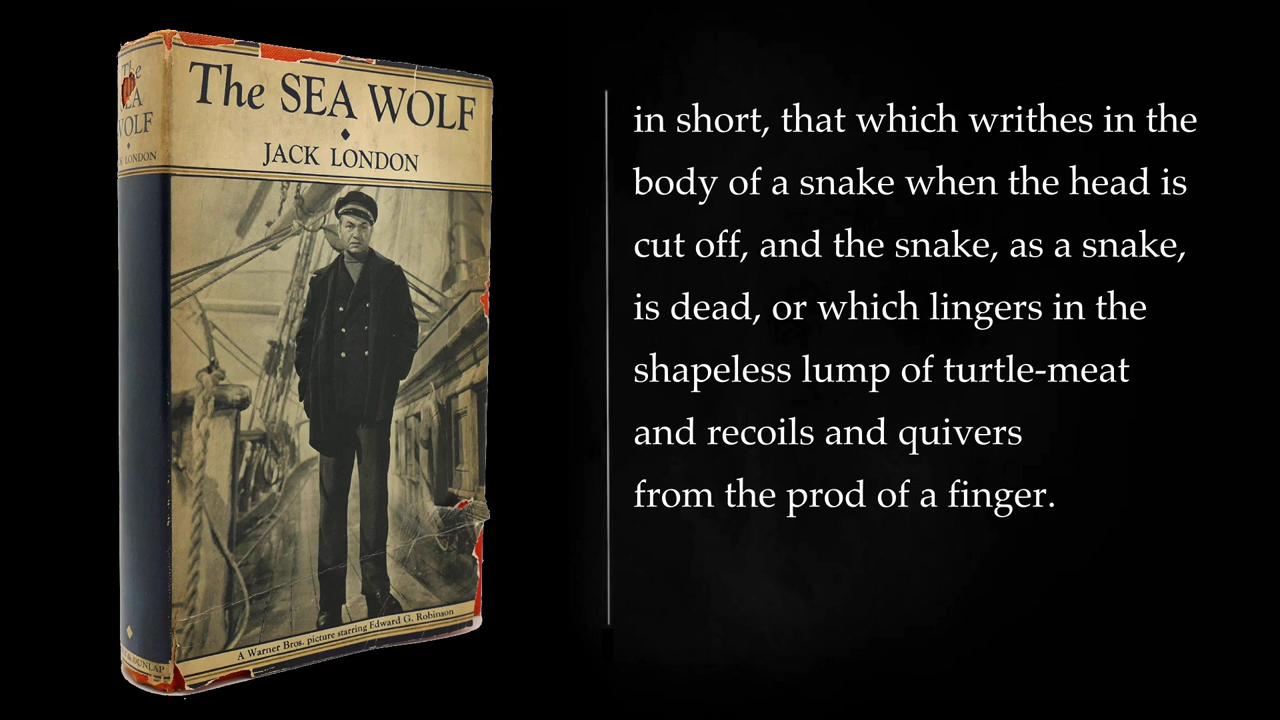 The SEA WOLF
JACK LONDON
The
SEA
WOLF
LONDON
A Warner Bros. picture starring Edward G. Robinson
DUNLAP
in short, that which writhes in the
body of a snake when the head is
cut off, and the snake, as a snake,
is dead, or which lingers in the
shapeless lump of turtle-meat
and recoils and quivers
from the prod of a finger.